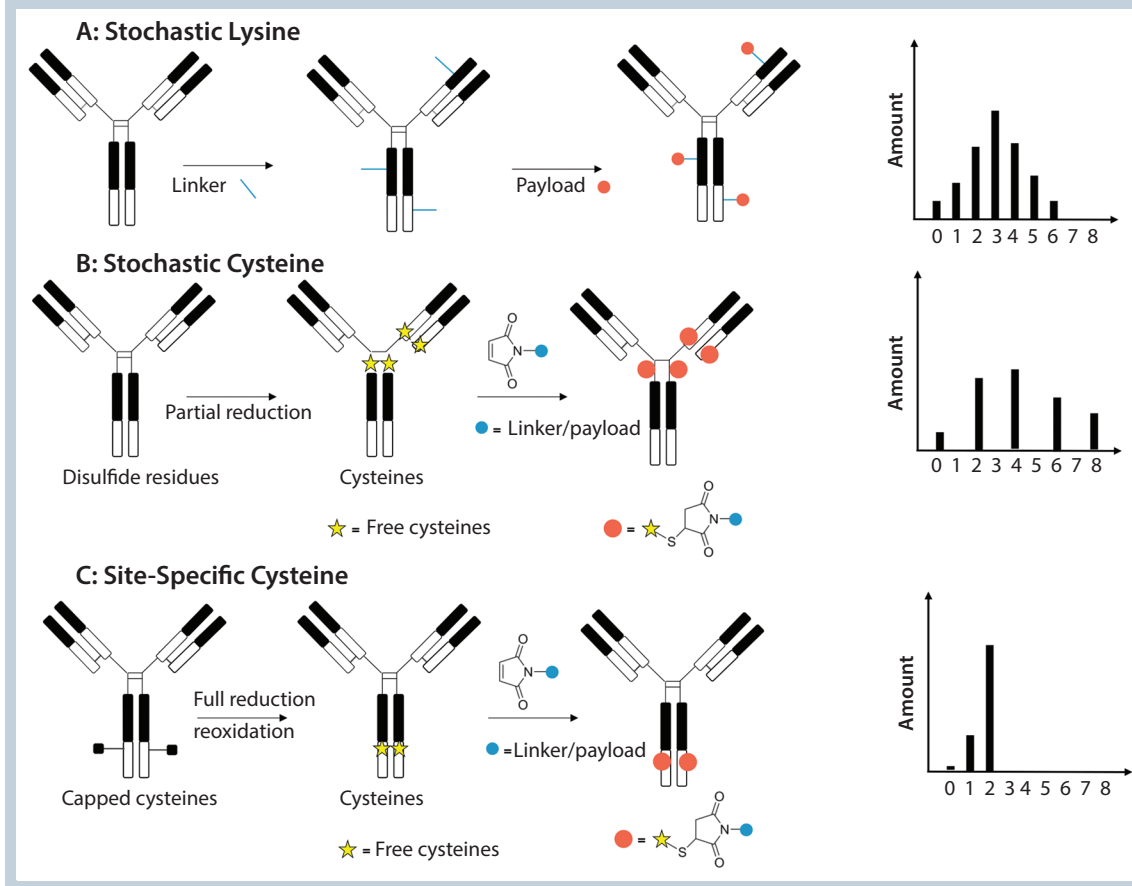 A: Stochastic Lysine
Linker
Payload
Amount
0 1 2 3 4 5 6 7 8
B: Stochastic Cysteine
Partial reduction
O
N
O
= Linker/payload
Disulfide residues
Cysteines
= Free cysteines
= S O N O
Amount
0 1 2 3 4 5 6 7 8
C: Site-Specific Cysteine
Full reduction
reoxidation
O
N
O
=Linker/payload
Capped cysteines
Cysteines
= Free cysteines
= S O N O
Amount
0 1 2 3 4 5 6 7 8